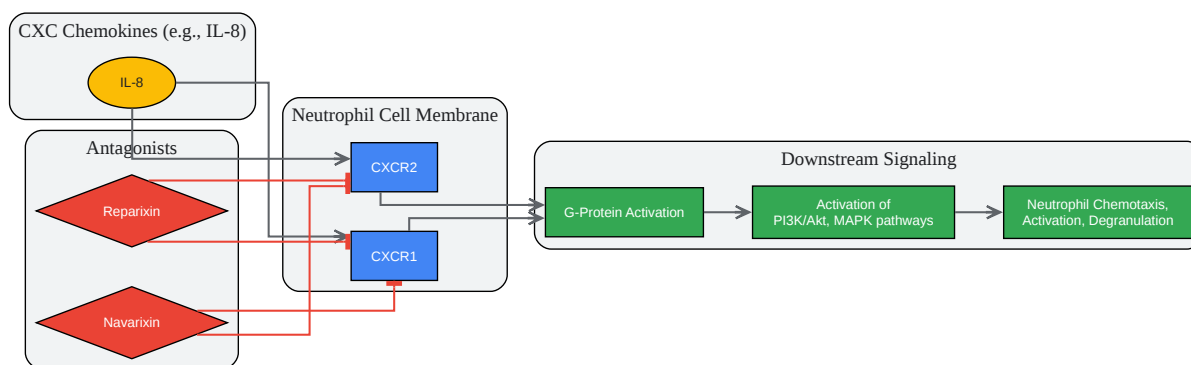 CXC Chemokines (e.g., IL-8)
IL-8
Antagonists
Reparixin
Navarixin
Neutrophil Cell Membrane
CXCR2
CXCR1
Downstream Signaling
G-Protein Activation
Activation of
PI3K/Akt, MAPK pathways
Neutrophil Chemotaxis,
Activation, Degranulation